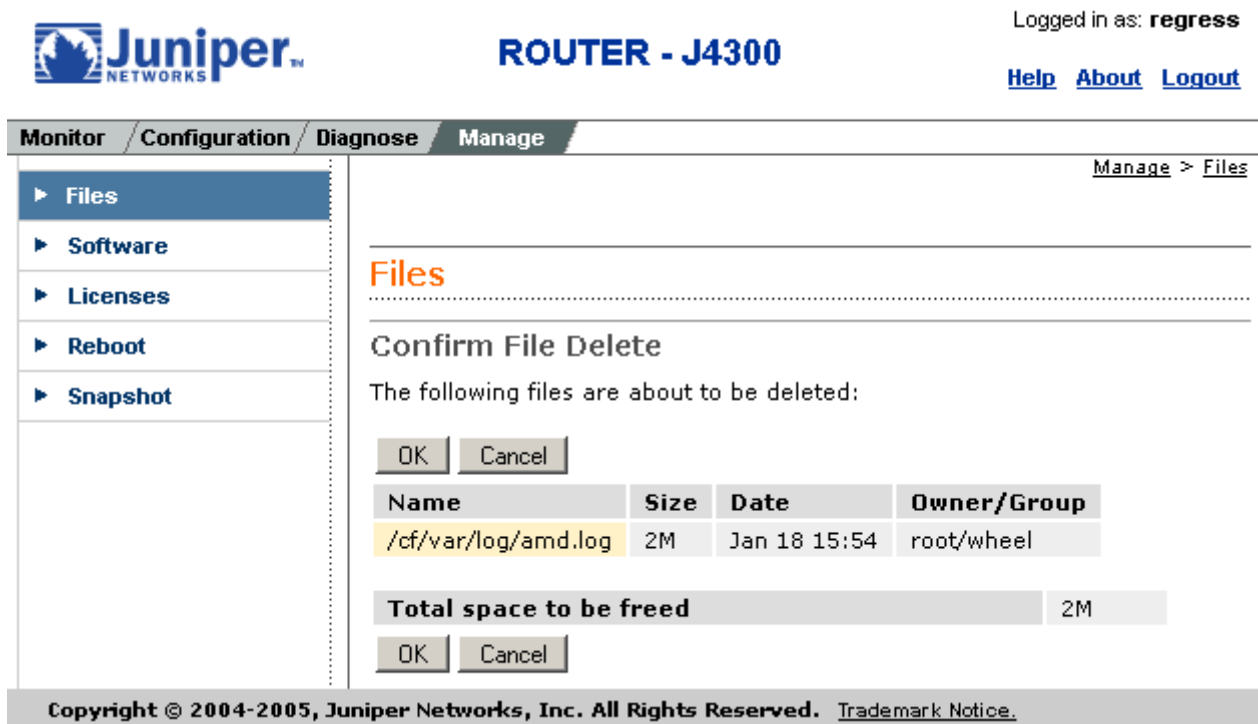 Juniper™
NETWORKS
ROUTER - J4300
Logged in as: regress
Help About Logout
Monitor / Configuration / Diagnose / Manage
Manage > Files
Files
Software
Licenses
Reboot
Snapshot
Files
Confirm File Delete
The following files are about to be deleted:
OK Cancel
Name Size Date Owner/Group
/cf/var/log/amd.log 2M Jan 18 15:54 root/wheel
Total space to be freed 2M
OK Cancel
Copyright © 2004-2005, Juniper Networks, Inc. All Rights Reserved. Trademark Notice.